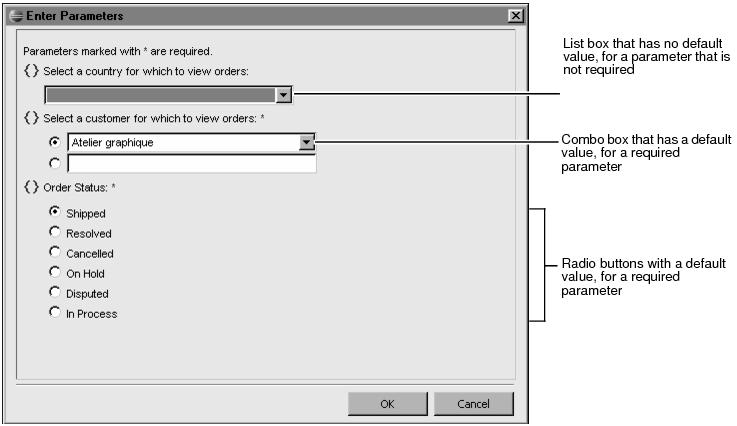 Enter Parameters
Parameters marked with * are required.
{} Select a country for which to view orders:
{} Select a customer for which to view orders: *
Atelier graphique
{} Order Status: *
Shipped
Resolved
Cancelled
On Hold
Disputed
In Process
OK
Cancel
List box that has no default
value, for a parameter that is
not required
Combo box that has a default
value, for a required
parameter
Radio buttons with a default
value, for a required
parameter